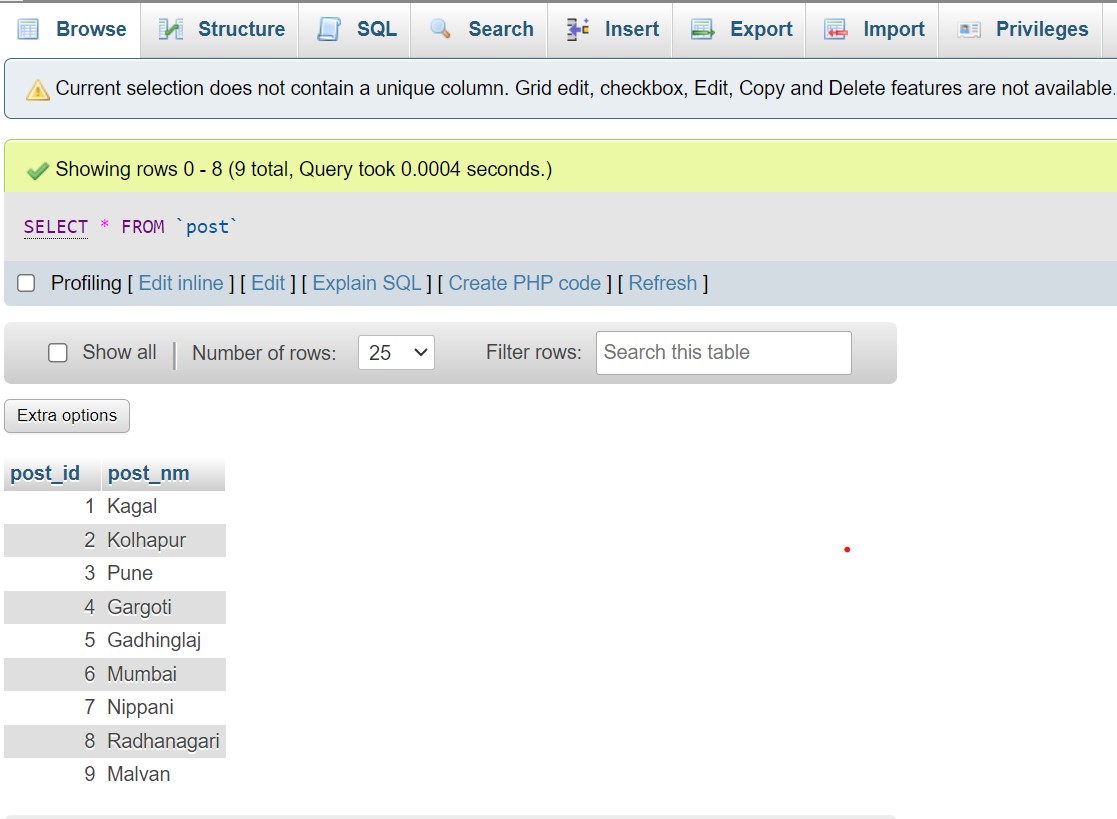 Browse Structure SQL Search Insert Export Import Privileges
Current selection does not contain a unique column. Grid edit, checkbox, Edit, Copy and Delete features are not available.
Showing rows 0 - 8 (9 total, Query took 0.0004 seconds.)
SELECT * FROM `post`
Profiling [ Edit inline ] [ Edit ] [ Explain SQL ] [ Create PHP code ] [ Refresh ]
Show all | Number of rows: 25 Filter rows: Search this table
Extra options
post_id post_nm
1 Kagal
2 Kolhapur
3 Pune
4 Gargoti
5 Gadhinglaj
6 Mumbai
7 Nippani
8 Radhanagari
9 Malvan